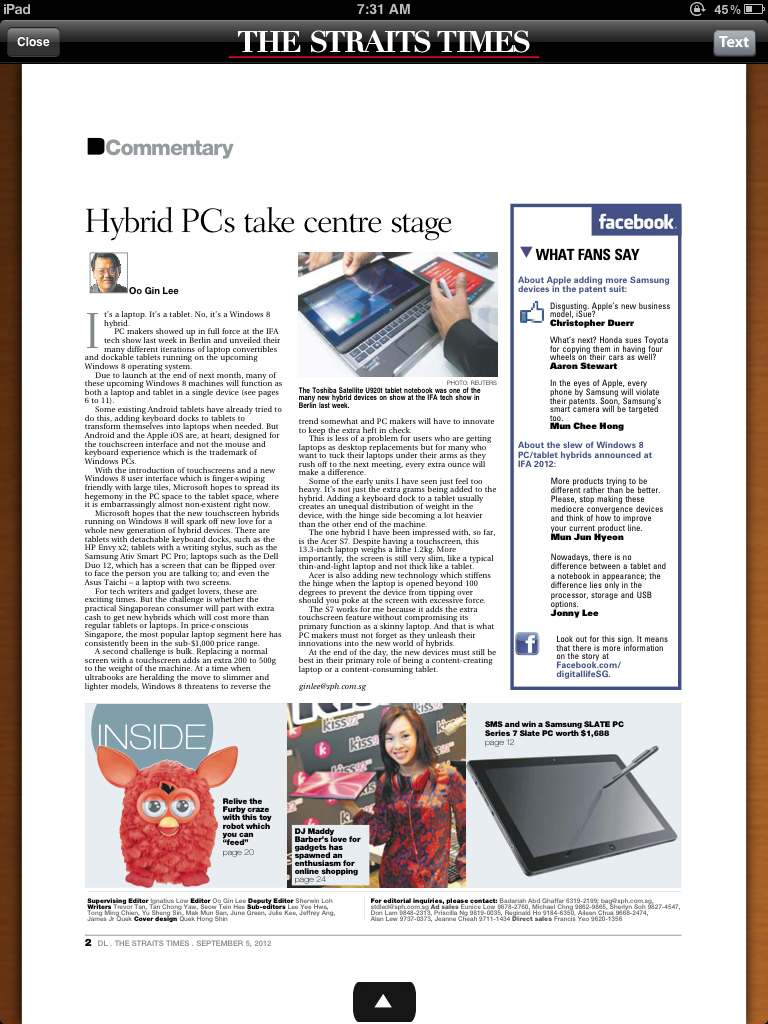 iPad
7:31 AM
45%
Close
THE STRAITS TIMES
Text
Commentary
Hybrid PCs take centre stage
Oo Gin Lee
It's a laptop. It's a tablet. No, it's a Windows 8
hybrid.
PC makers showed up in full force at the IFA
tech show last week in Berlin and unveiled their
many different iterations of laptop convertibles
and dockable tablets running on the upcoming
Windows 8 operating system.
Due to launch at the end of next month, many of
these upcoming Windows 8 machines will function as
both a laptop and tablet in a single device (see pages
6 to 11).
Some existing Android tablets have already tried to
do this, adding keyboard docks to tablets to
transform themselves into laptops when needed. But
Android and the Apple iOS are, at heart, designed for
the touchscreen interface and not the mouse and
keyboard experience which is the trademark of
Windows PCs.
With the introduction of touchscreens and a new
Windows 8 user interface which is finger-swiping
friendly with large tiles, Microsoft hopes to spread its
hegemony in the PC space to the tablet space, where
it is embarrassingly almost non-existent right now.
Microsoft hopes that the new touchscreen hybrids
running on Windows 8 will spark off new love for a
whole new generation of hybrid devices. There are
tablets with detachable keyboard docks, such as the
HP Envy x2; tablets with a writing stylus, such as the
Samsung Ativ Smart PC Pro; laptops such as the Dell
Duo 12, which has a screen that can be flipped over
to face the person you are talking to; and even the
Asus Taichi – a laptop with two screens.
For tech writers and gadget lovers, these are
exciting times. But the challenge is whether the
practical Singaporean consumer will part with extra
cash to get new hybrids which will cost more than
regular tablets or laptops. In price-conscious
Singapore, the most popular laptop segment here has
consistently been in the sub-$1,000 price range.
A second challenge is bulk. Replacing a normal
screen with a touchscreen adds an extra 200 to 500g
to the weight of the machine. At a time when
ultrabooks are heralding the move to slimmer and
lighter models, Windows 8 threatens to reverse the
PHOTO: REUTERS
The Toshiba Satellite U920t tablet notebook was one of the
many new hybrid devices on show at the IFA tech show in
Berlin last week.
trend somewhat and PC makers will have to innovate
to keep the extra heft in check.
This is less of a problem for users who are getting
laptops as desktop replacements but for many who
want to tuck their laptops under their arms as they
rush off to the next meeting, every extra ounce will
make a difference.
Some of the early units I have seen just feel too
heavy. It's not just the extra grams being added to the
hybrid. Adding a keyboard dock to a tablet usually
creates an unequal distribution of weight in the
device, with the hinge side becoming a lot heavier
than the other end of the machine.
The one hybrid I have been impressed with, so far,
is the Acer S7. Despite having a touchscreen, this
13.3-inch laptop weighs a lithe 1.2kg. More
importantly, the screen is still very slim, like a typical
thin-and-light laptop and not thick like a tablet.
Acer is also adding new technology which stiffens
the hinge when the laptop is opened beyond 100
degrees to prevent the device from tipping over
should you poke at the screen with excessive force.
The S7 works for me because it adds the extra
touchscreen feature without compromising its
primary function as a skinny laptop. And that is what
PC makers must not forget as they unleash their
innovations into the new world of hybrids.
At the end of the day, the new devices must still be
best in their primary role of being a content-creating
laptop or a content-consuming tablet.
ginlee@sph.com.sg
facebook
WHAT FANS SAY
About Apple adding more Samsung
devices in the patent suit:
Disgusting. Apple's new business
model, iSue?
Christopher Duerr
What's next? Honda sues Toyota
for copying them in having four
wheels on their cars as well?
Aaron Stewart
In the eyes of Apple, every
phone by Samsung will violate
their patents. Soon, Samsung's
smart camera will be targeted
too.
Mun Chee Hong
About the slew of Windows 8
PC/tablet hybrids announced at
IFA 2012:
More products trying to be
different rather than be better.
Please, stop making these
mediocre convergence devices
and think of how to improve
your current product line.
Mun Jun Hyeon
Nowadays, there is no
difference between a tablet and
a notebook in appearance; the
difference lies only in the
processor, storage and USB
options.
Jonny Lee
Look out for this sign. It means
that there is more information
on the story at
Facebook.com/
digitallifeSG.
INSIDE
Relive the
Furby craze
with this toy
robot which
you can
"feed"
page 20
kiss92
DJ Maddy
Barber's love for
gadgets has
spawned an
enthusiasm for
online shopping
page 24
SMS and win a Samsung SLATE PC
Series 7 Slate PC worth $1,688
page 12
Supervising Editor Ignatius Low Editor Oo Gin Lee Deputy Editor Sherwin Loh
Writers Trevor Tan, Tan Chong Yaw, Seow Tein Hee Sub-editors Lee Yee Hwa,
Tong Ming Chien, Yu Sheng Sin, Mak Mun San, June Green, Julie Kee, Jeffrey Ang,
James Jr Quek Cover design Quek Hong Shin
For editorial inquiries, please contact: Badariah Abd Ghaffar 6319-2199; bag@sph.com.sg,
stdled@sph.com.sg Ad sales Eunice Low 9878-2760, Michael Chng 9862-0865, Sherlyn Soh 9827-4547,
Don Lam 9848-2313, Priscilla Ng 9819-0035, Reginald Ho 9184-6350, Aileen Chua 9668-2474,
Alan Lew 9737-0373, Jeanne Cheah 9711-1434 Direct sales Francis Yeo 9620-1356
2 DL . THE STRAITS TIMES . SEPTEMBER 5, 2012